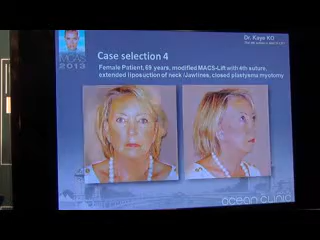 Dr. Kaye KO
MCAS
2013
Case selection 4
Female Patient, 69 years, modified MACS-Lift with 4th suture,
extended liposuction of neck /Jawlines, closed platysma myotomy
OCEAN CLINIC